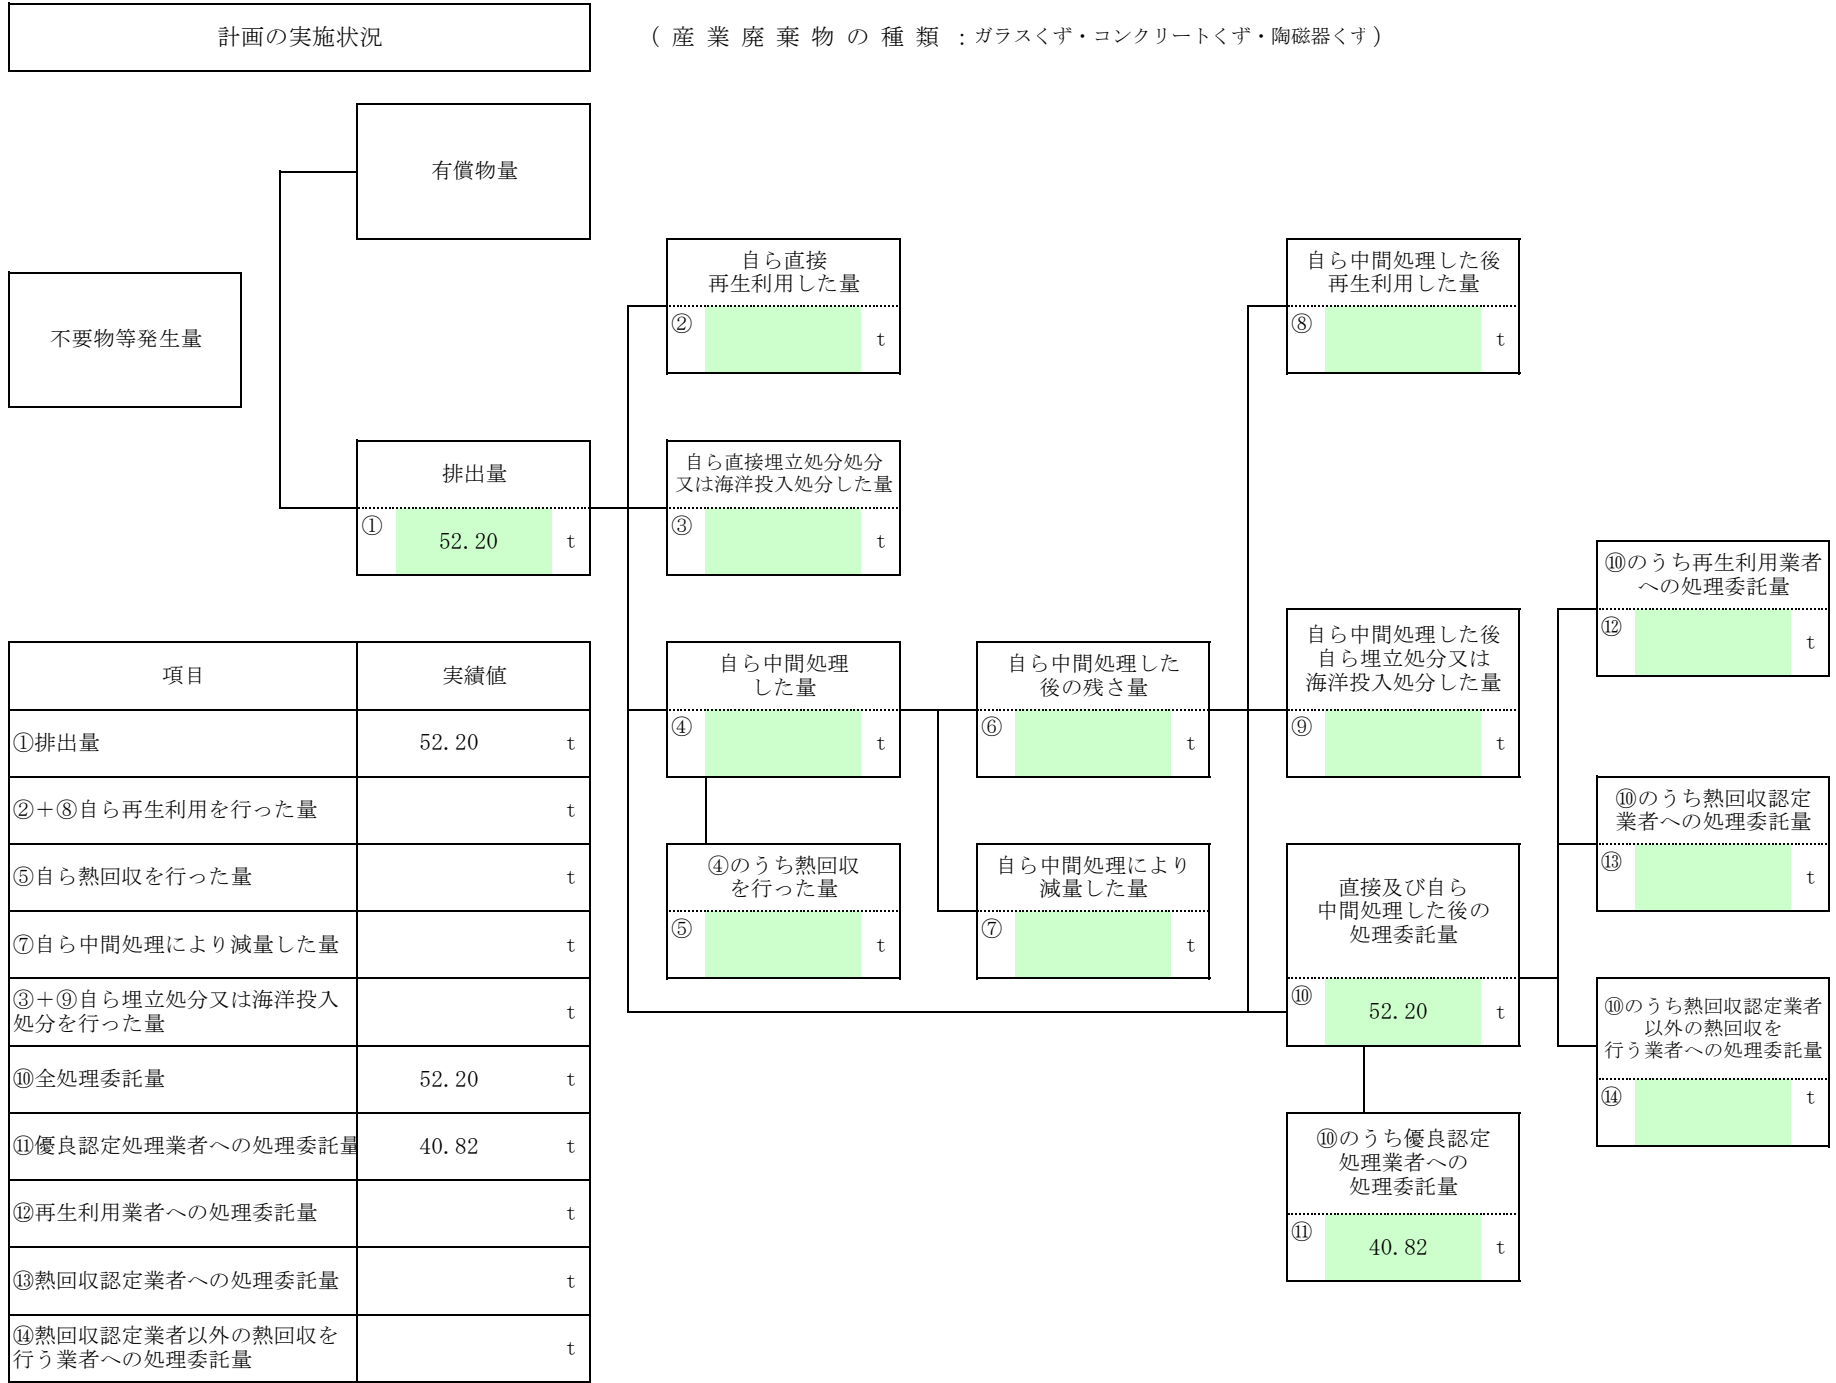 計画の実施状況
（産業廃棄物の種類：ガラスくず・コンクリートくず・陶磁器くず）
有償物量
不要物等発生量
排出量
①
52.20
t
自ら直接
再生利用した量
②
t
自ら直接埋立処分処分
又は海洋投入処分した量
③
t
自ら中間処理
した量
④
t
④のうち熱回収
を行った量
⑤
t
自ら中間処理した
後の残さ量
⑥
t
自ら中間処理により
減量した量
⑦
t
自ら中間処理した後
再生利用した量
⑧
t
自ら中間処理した後
自ら埋立処分又は
海洋投入処分した量
⑨
t
直接及び自ら
中間処理した後の
処理委託量
⑩
52.20
t
⑩のうち優良認定
処理業者への
処理委託量
⑪
40.82
t
⑩のうち再生利用業者
への処理委託量
⑫
t
⑩のうち熱回収認定
業者への処理委託量
⑬
t
⑩のうち熱回収認定業者
以外の熱回収を
行う業者への処理委託量
⑭
t
項目 実績値
①排出量 52.20 t
②＋⑧自ら再生利用を行った量 t
⑤自ら熱回収を行った量 t
⑦自ら中間処理により減量した量 t
③＋⑨自ら埋立処分又は海洋投入
処分を行った量 t
⑩全処理委託量 52.20 t
⑪優良認定処理業者への処理委託量 40.82 t
⑫再生利用業者への処理委託量 t
⑬熱回収認定業者への処理委託量 t
⑭熱回収認定業者以外の熱回収を
行う業者への処理委託量 t